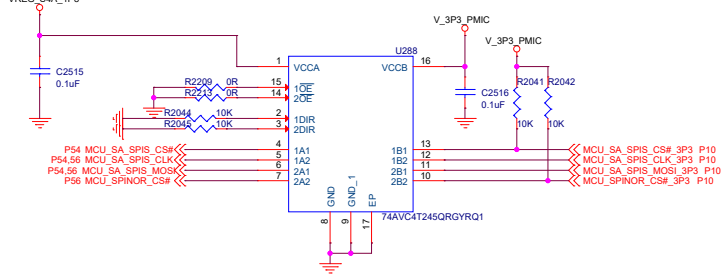 V_3P3_PMIC
V_3P3_PMIC
U288
1 VCCA VCCB 16
C2515
0.1uF
R2209 0R 15 1OE
R2213 0R 14 2OE
C2516
0.1uF
R2041 R2042
R2044 10K 2 1DIR
R2045 10K 3 2DIR
10K 10K
P54 MCU_SA_SPIS_CS# 4 1A1 1B1 13 MCU_SA_SPIS_CS#_3P3 P10
P54,56 MCU_SA_SPIS_CLK 5 1A2 1B2 12 MCU_SA_SPIS_CLK_3P3 P10
P54,56 MCU_SA_SPIS_MOSI 6 2A1 2B1 11 MCU_SA_SPIS_MOSI_3P3 P10
P56 MCU_SPINOR_CS# 7 2A2 2B2 10 MCU_SPINOR_CS#_3P3 P10
GND GND_1 EP
74AVC4T245QRGYRQ1
8 9 17